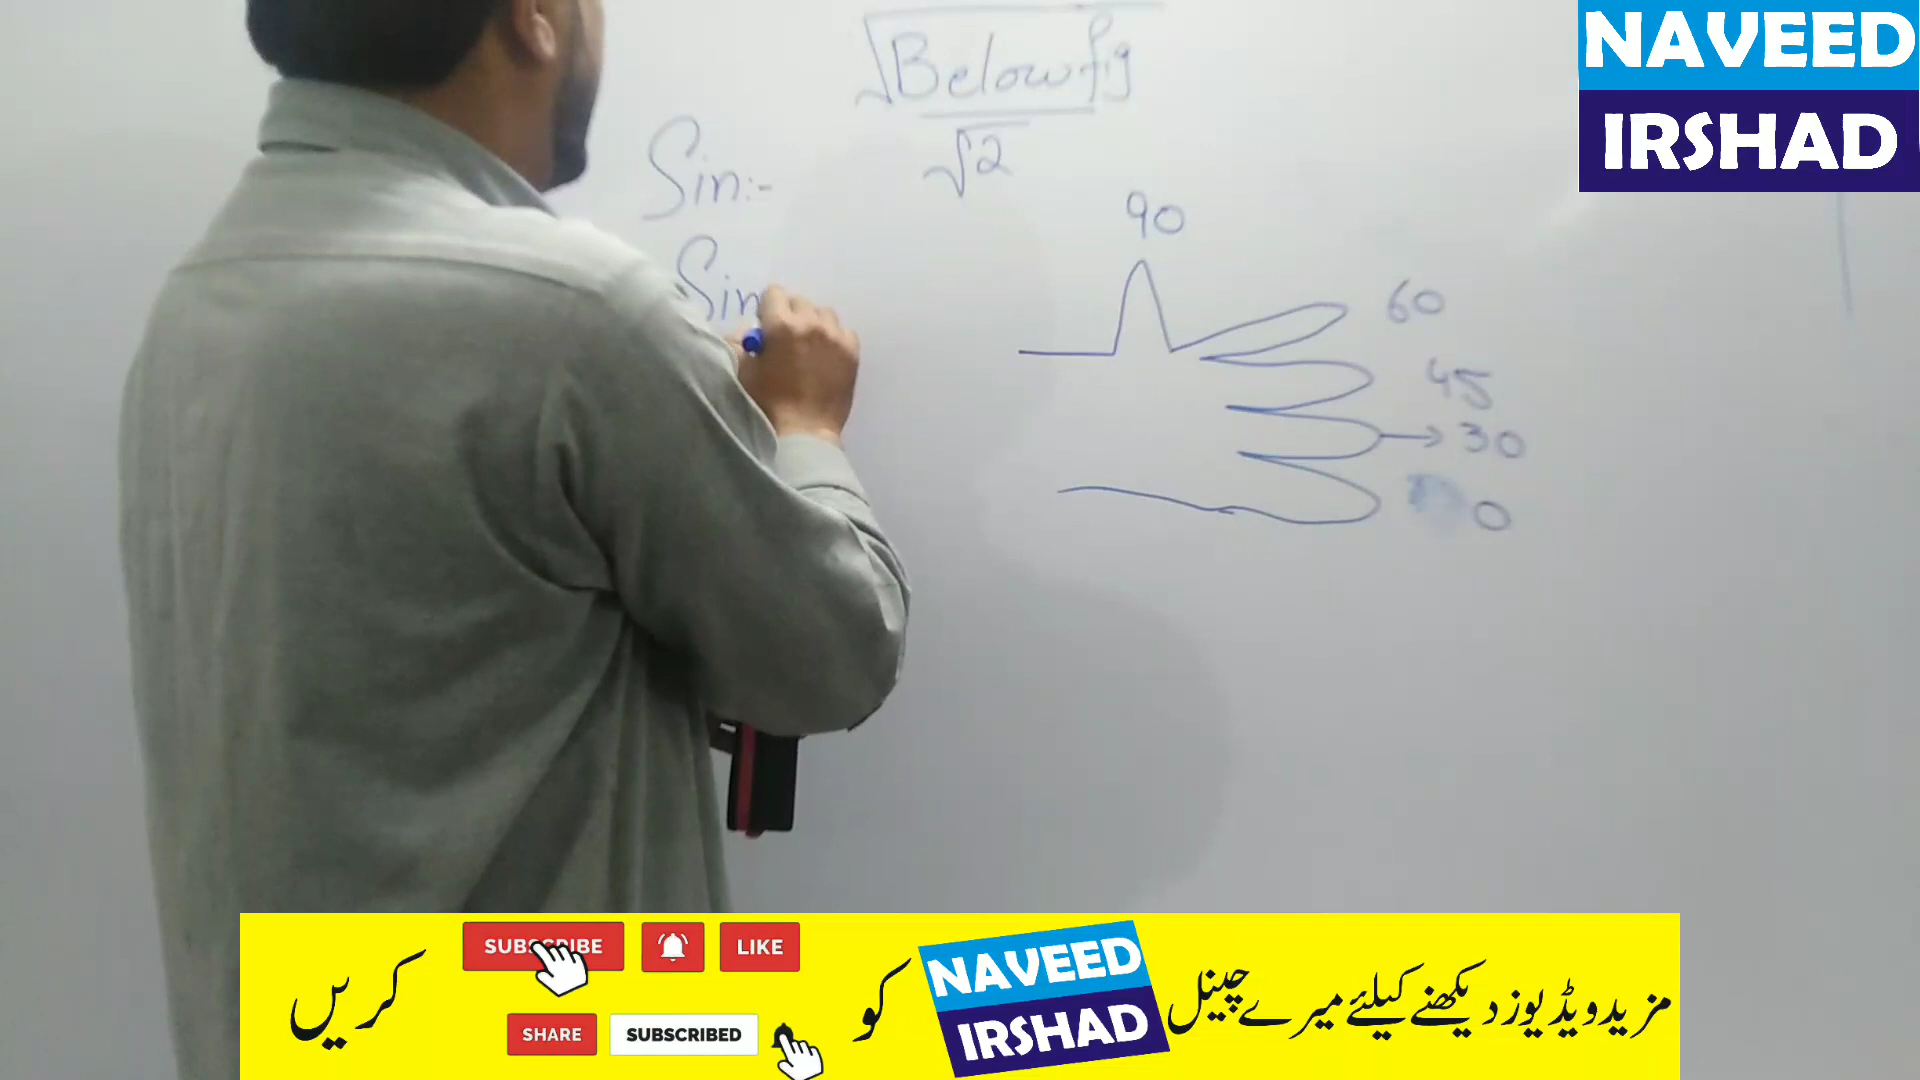 NAVEED
IRSHAD
√Below fig
√2
Sin:-
Sin
90
60
45
30
0
مزید ویڈیوز دیکھنے کیلئے میرے چینل NAVEED IRSHAD کو SUBSCRIBE LIKE کریں
SHARE SUBSCRIBED